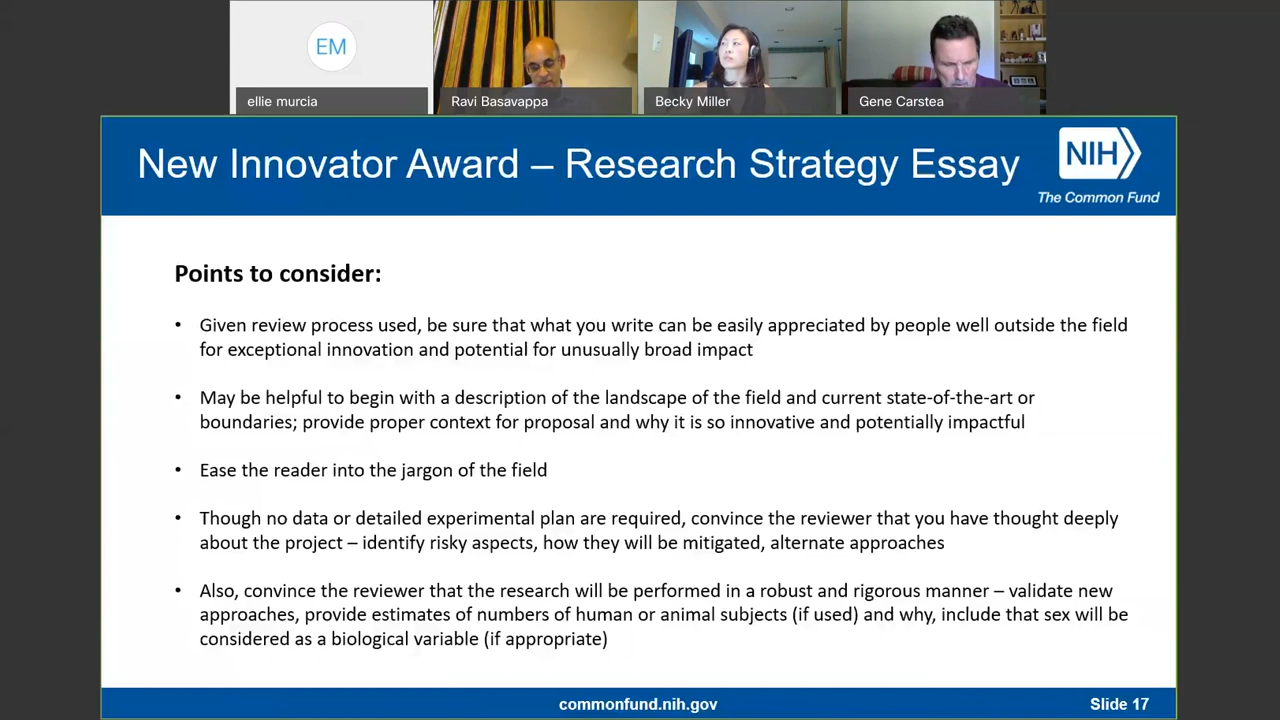 EM
ellie murcia
Ravi Basavappa
Becky Miller
Gene Carstea
New Innovator Award – Research Strategy Essay
NIH
The Common Fund
Points to consider:
• Given review process used, be sure that what you write can be easily appreciated by people well outside the field
for exceptional innovation and potential for unusually broad impact
• May be helpful to begin with a description of the landscape of the field and current state-of-the-art or
boundaries; provide proper context for proposal and why it is so innovative and potentially impactful
• Ease the reader into the jargon of the field
• Though no data or detailed experimental plan are required, convince the reviewer that you have thought deeply
about the project – identify risky aspects, how they will be mitigated, alternate approaches
• Also, convince the reviewer that the research will be performed in a robust and rigorous manner – validate new
approaches, provide estimates of numbers of human or animal subjects (if used) and why, include that sex will be
considered as a biological variable (if appropriate)
commonfund.nih.gov
Slide 17